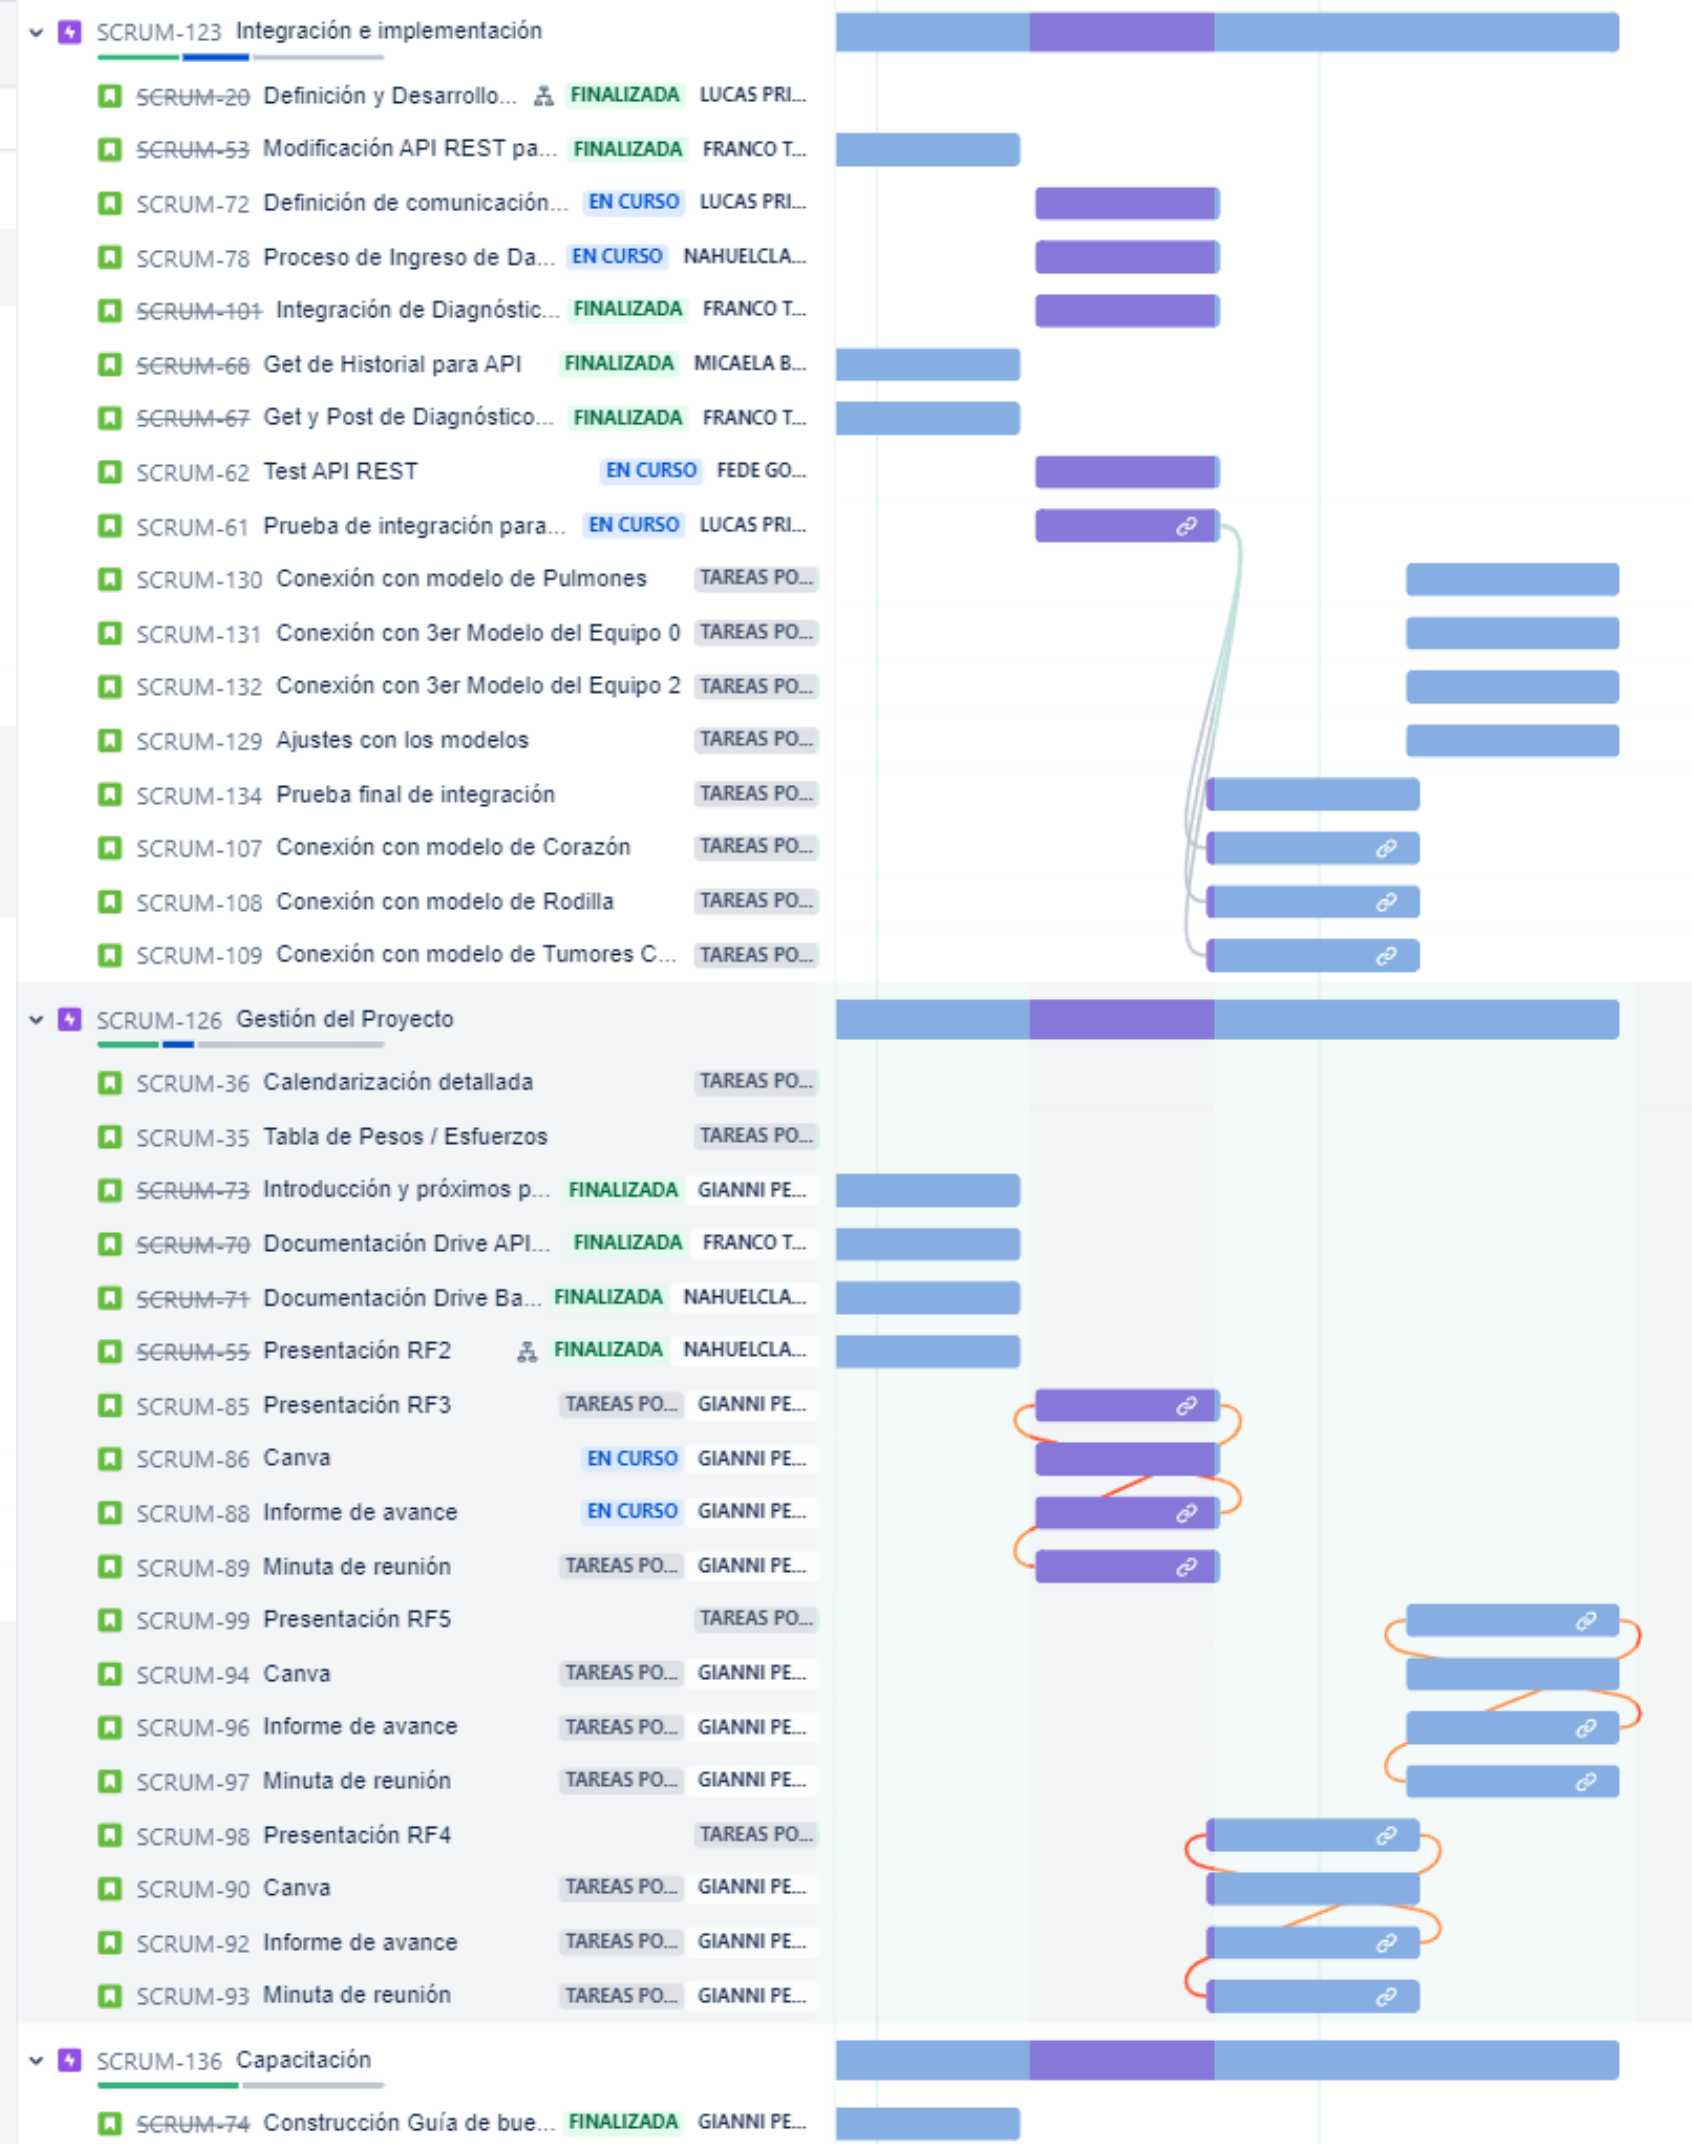 SCRUM-123 Integración e implementación
SCRUM-20 Definición y Desarrollo... FINALIZADA LUCAS PRI...
SCRUM-53 Modificación API REST pa... FINALIZADA FRANCO T...
SCRUM-72 Definición de comunicación... EN CURSO LUCAS PRI...
SCRUM-78 Proceso de Ingreso de Da... EN CURSO NAHUELCLA...
SCRUM-101 Integración de Diagnóstic... FINALIZADA FRANCO T...
SCRUM-68 Get de Historial para API FINALIZADA MICAELA B...
SCRUM-67 Get y Post de Diagnóstico... FINALIZADA FRANCO T...
SCRUM-62 Test API REST EN CURSO FEDE GO...
SCRUM-61 Prueba de integración para... EN CURSO LUCAS PRI...
SCRUM-130 Conexión con modelo de Pulmones TAREAS PO...
SCRUM-131 Conexión con 3er Modelo del Equipo 0 TAREAS PO...
SCRUM-132 Conexión con 3er Modelo del Equipo 2 TAREAS PO...
SCRUM-129 Ajustes con los modelos TAREAS PO...
SCRUM-134 Prueba final de integración TAREAS PO...
SCRUM-107 Conexión con modelo de Corazón TAREAS PO...
SCRUM-108 Conexión con modelo de Rodilla TAREAS PO...
SCRUM-109 Conexión con modelo de Tumores C... TAREAS PO...
SCRUM-126 Gestión del Proyecto
SCRUM-36 Calendarización detallada TAREAS PO...
SCRUM-35 Tabla de Pesos / Esfuerzos TAREAS PO...
SCRUM-73 Introducción y próximos p... FINALIZADA GIANNI PE...
SCRUM-70 Documentación Drive API... FINALIZADA FRANCO T...
SCRUM-71 Documentación Drive Ba... FINALIZADA NAHUELCLA...
SCRUM-55 Presentación RF2 FINALIZADA NAHUELCLA...
SCRUM-85 Presentación RF3 TAREAS PO... GIANNI PE...
SCRUM-86 Canva EN CURSO GIANNI PE...
SCRUM-88 Informe de avance EN CURSO GIANNI PE...
SCRUM-89 Minuta de reunión TAREAS PO... GIANNI PE...
SCRUM-99 Presentación RF5 TAREAS PO...
SCRUM-94 Canva TAREAS PO... GIANNI PE...
SCRUM-96 Informe de avance TAREAS PO... GIANNI PE...
SCRUM-97 Minuta de reunión TAREAS PO... GIANNI PE...
SCRUM-98 Presentación RF4 TAREAS PO...
SCRUM-90 Canva TAREAS PO... GIANNI PE...
SCRUM-92 Informe de avance TAREAS PO... GIANNI PE...
SCRUM-93 Minuta de reunión TAREAS PO... GIANNI PE...
SCRUM-136 Capacitación
SCRUM-74 Construcción Guía de bue... FINALIZADA GIANNI PE...